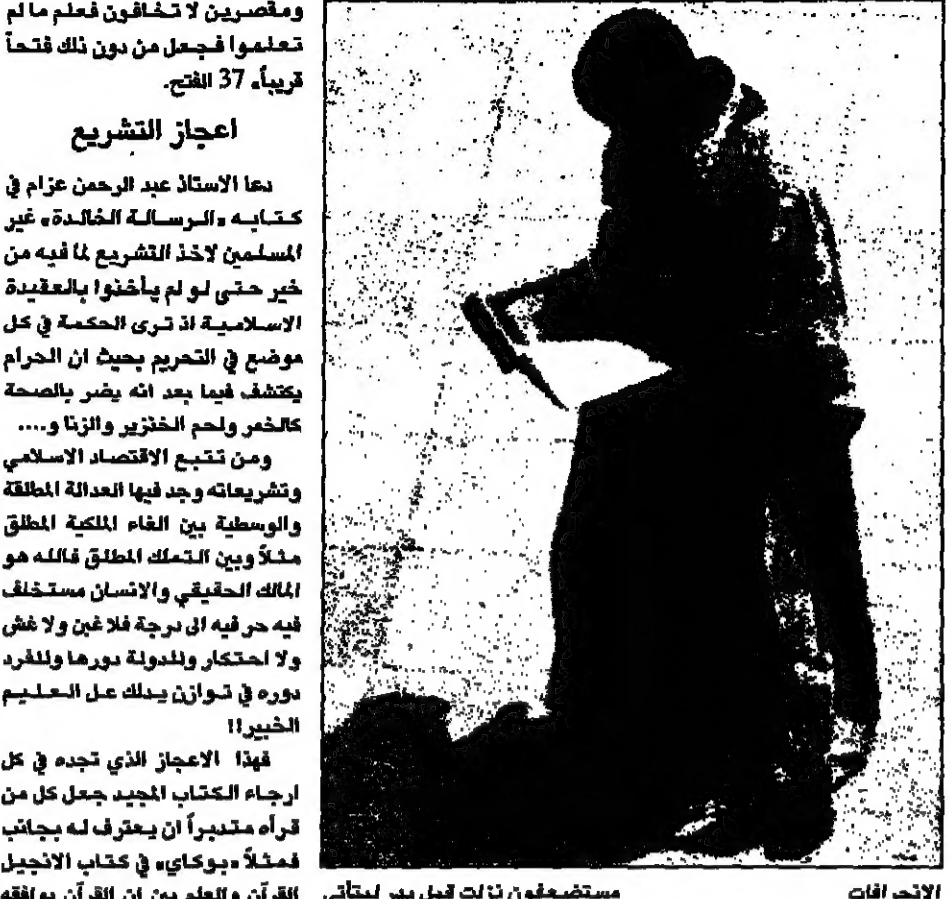 ومقصرين لا تخافون فعلم ما لم
تعلموا فجعل من دون ذلك فتحاً
قريباً، 37 الفتح.
اعجاز التشريع
دعا الاستاذ عبد الرحمن عزام في
كتابه «الرسالة الخالدة» غير
المسلمين لاخذ التشريع لما فيه من
خير حتى لو لم يأخذوا بالعقيدة
الاسلامية اذ ترى الحكمة في كل
موضع في التحريم بحيث ان الحرام
يكتشف فيما بعد انه يضر بالصحة
كالخمر ولحم الخنزير والزنا و....
ومن تتبع الاقتصاد الاسلامي
وتشريعاته وجد فيها العدالة المطلقة
والوسطية بين الغاء الملكية المطلق
مثلاً وبين التملك المطلق فالله هو
المالك الحقيقي والانسان مستخلف
فيه حر فيه الى درجة فلا غبن ولا غش
ولا احتكار وللدولة دورها وللفرد
دوره في توازن يدلك على العليم
الخبير!!
فهذا الاعجاز الذي تجده في كل
ارجاء الكتاب المجيد جعل كل من
قرأه متدبراً ان يعترف له بجانب
فمثلاً «بوكاي» في كتاب الانجيل
القرآن والعلم بين ان القرآن يوافقه
مستضعفون نزلت قبل بدر ليتأتى
الانحرافات